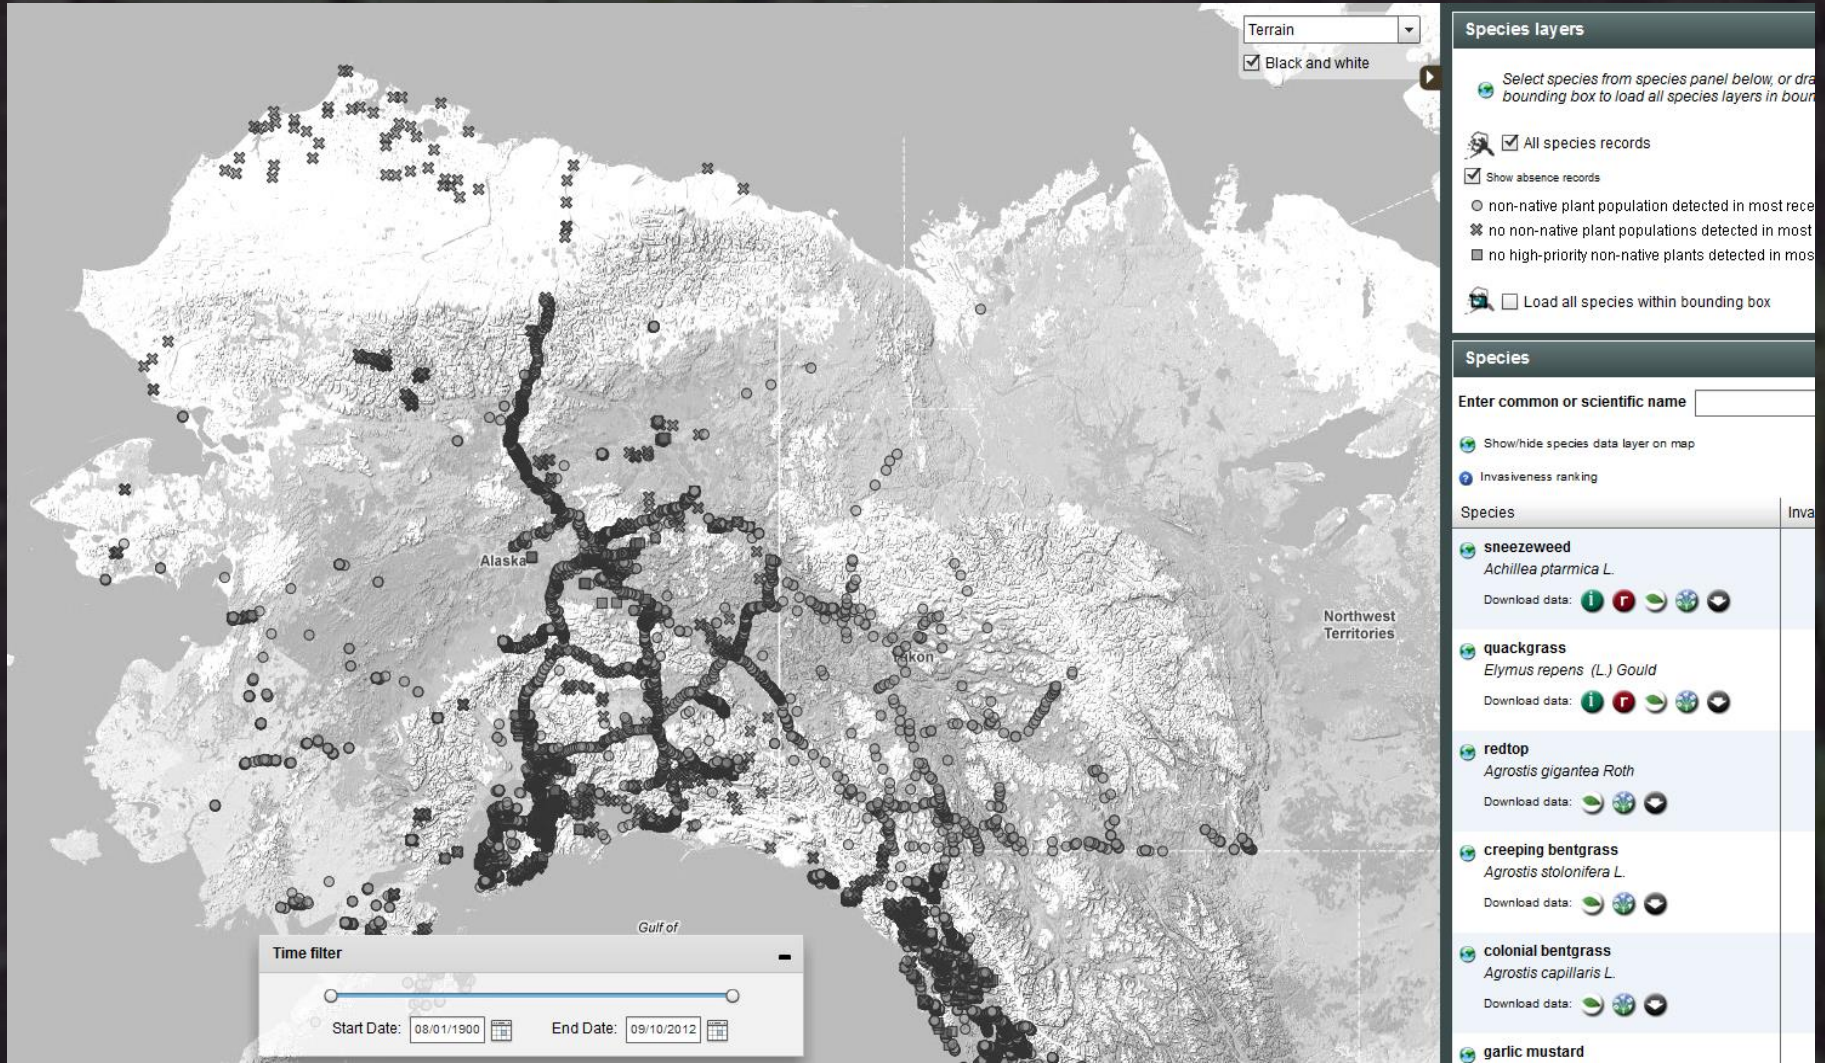 Terrain
Black and white
Alaska
Yukon
Northwest
Territories
Gulf of
Time filter
Start Date: 08/01/1900 End Date: 09/10/2012
Species layers
Select species from species panel below, or dra
bounding box to load all species layers in boun
All species records
Show absence records
non-native plant population detected in most rece
no non-native plant populations detected in most
no high-priority non-native plants detected in mos
Load all species within bounding box
Species
Enter common or scientific name
Show/hide species data layer on map
Invasiveness ranking
Species Inva
sneezeweed
Achillea ptarmica L.
Download data: i r
quackgrass
Elymus repens (L.) Gould
Download data: i r
redtop
Agrostis gigantea Roth
Download data:
creeping bentgrass
Agrostis stolonifera L.
Download data:
colonial bentgrass
Agrostis capillaris L.
Download data:
garlic mustard